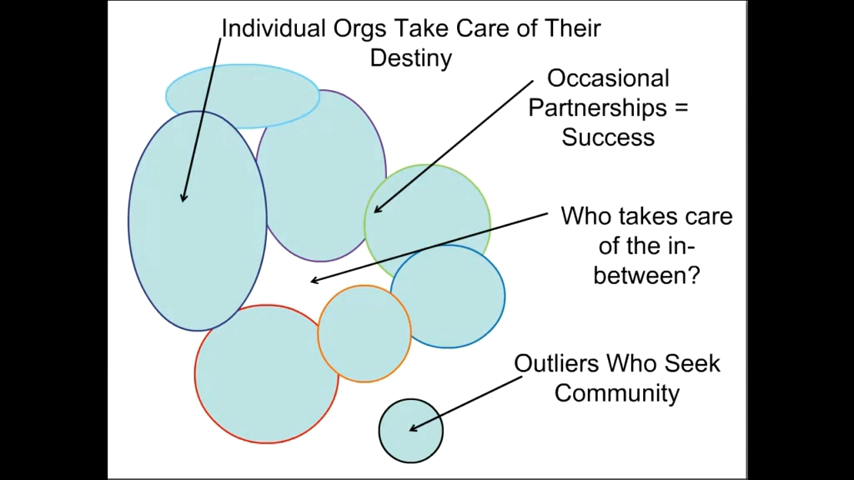 Individual Orgs Take Care of Their
Destiny
Occasional
Partnerships =
Success
Who takes care
of the in-
between?
Outliers Who Seek
Community